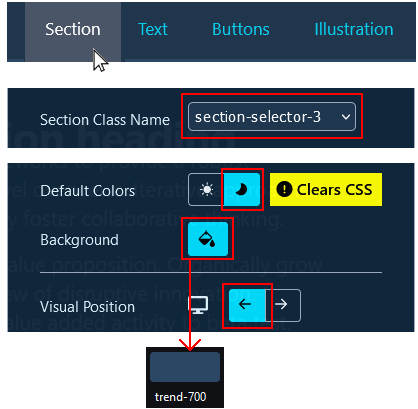 Section Text Buttons Illustration
Section Class Name section-selector-3
Default Colors Clears CSS
Background
Visual Position
trend-700